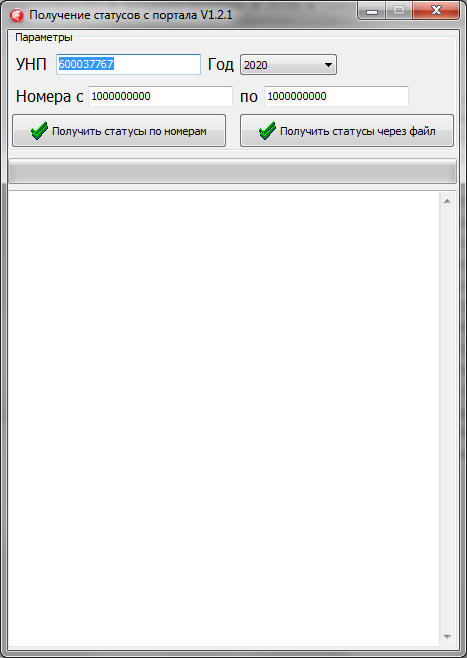 Получение статусов с портала V1.2.1
Параметры
УНП 600037767 Год 2020
Номера с 1000000000 по 1000000000
Получить статусы по номерам Получить статусы через файл